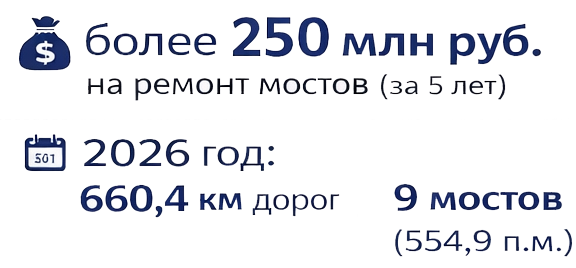 $ более 250 млн руб.
на ремонт мостов (за 5 лет)
501 2026 год:
660,4 км дорог 9 мостов
(554,9 п.м.)